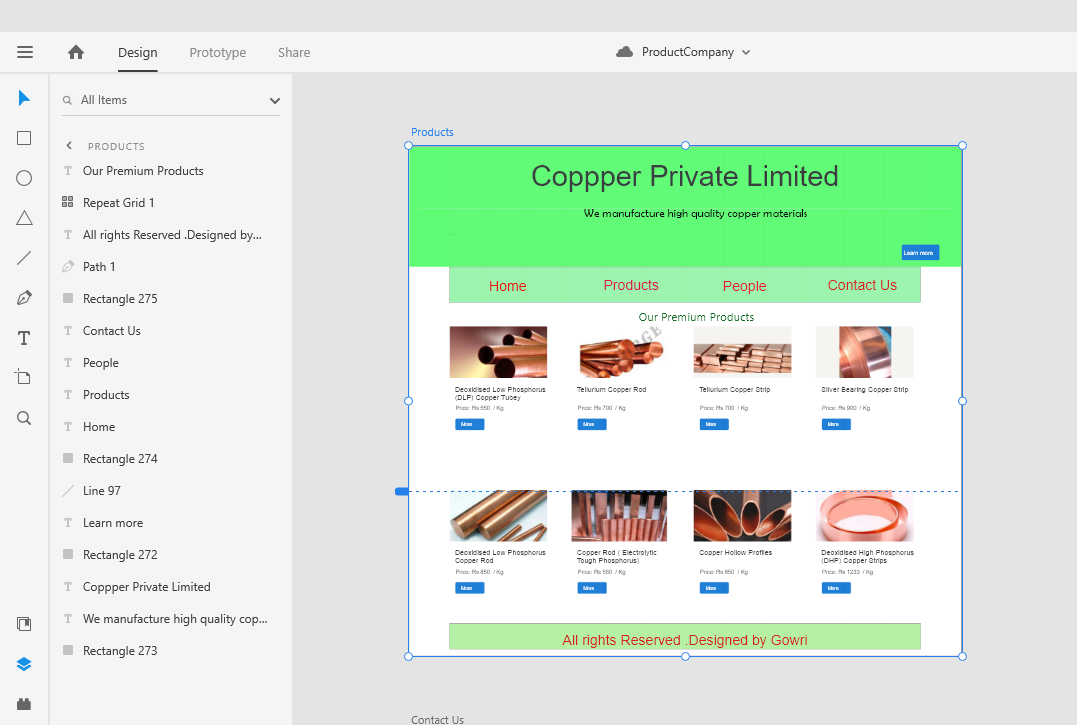 Design
Prototype
Share
ProductCompany
All Items
PRODUCTS
Our Premium Products
Repeat Grid 1
All rights Reserved .Designed by...
Path 1
Rectangle 275
Contact Us
People
Products
Home
Rectangle 274
Line 97
Learn more
Rectangle 272
Coppper Private Limited
We manufacture high quality cop...
Rectangle 273
Products
Coppper Private Limited
We manufacture high quality copper materials
Learn more
Home
Products
People
Contact Us
Our Premium Products
Deoxidised Low Phosphorus
(DLP) Copper Tubey
Price: Rs 550 / Kg
More
Tellurium Copper Rod
Price: Rs 700 / Kg
More
Tellurium Copper Strip
Price: Rs 700 / Kg
More
Silver Bearing Copper Strip
Price: Rs 900 / Kg
More
Deoxidised Low Phosphorus
Copper Rod
Price: Rs 850 / Kg
More
Copper Rod ( Electrolytic
Tough Phosphorus)
Price: Rs 550 / Kg
More
Copper Hollow Profiles
Price: Rs 650 / Kg
More
Deoxidised High Phosphorus
(DHP) Copper Strips
Price: Rs 1233 / Kg
More
All rights Reserved .Designed by Gowri
Contact Us